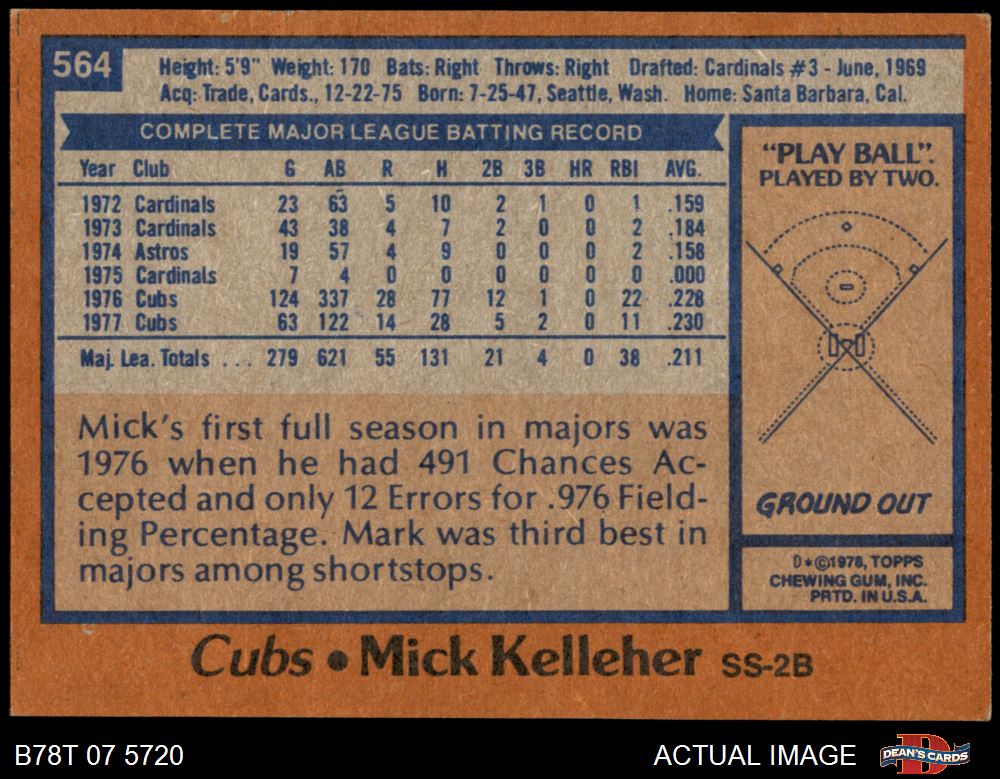 564
Height: 5'9" Weight: 170 Bats: Right Throws: Right Drafted: Cardinals #3 - June, 1969
Acq: Trade, Cards., 12-22-75 Born: 7-25-47, Seattle, Wash. Home: Santa Barbara, Cal.
COMPLETE MAJOR LEAGUE BATTING RECORD
Year Club G AB R H 2B 3B HR RBI AVG.
1972 Cardinals 23 63 5 10 2 1 0 1 .159
1973 Cardinals 43 38 4 7 2 0 0 2 .184
1974 Astros 19 57 4 9 0 0 0 2 .158
1975 Cardinals 7 4 0 0 0 0 0 0 .000
1976 Cubs 124 337 28 77 12 1 0 22 .228
1977 Cubs 63 122 14 28 5 2 0 11 .230
Maj. Lea. Totals . . . 279 621 55 131 21 4 0 38 .211
Mick's first full season in majors was
1976 when he had 491 Chances Ac-
cepted and only 12 Errors for .976 Field-
ing Percentage. Mark was third best in
majors among shortstops.
"PLAY BALL".
PLAYED BY TWO.
GROUND OUT
D*©1978, TOPPS
CHEWING GUM, INC.
PRTD. IN U.S.A.
Cubs • Mick Kelleher SS-2B
B78T 07 5720
ACTUAL IMAGE
DEAN'S CARDS